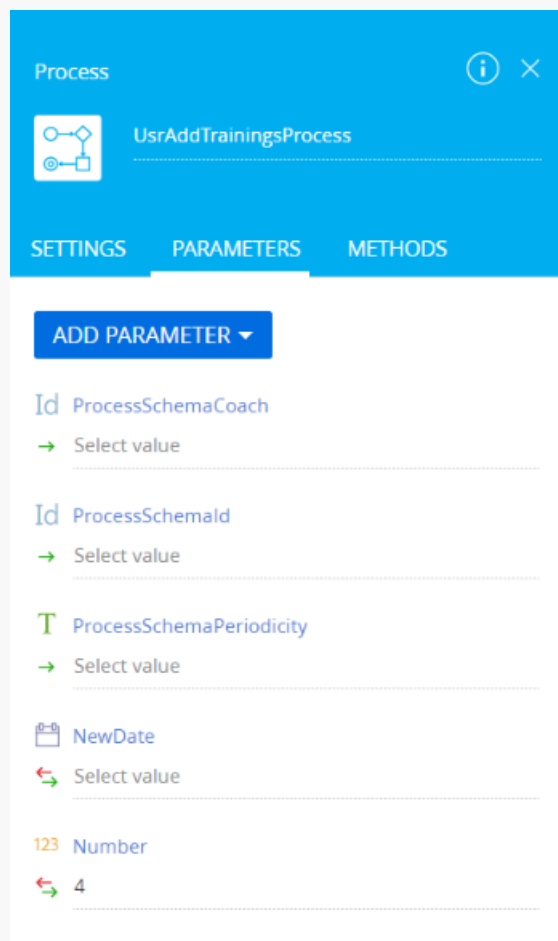 Process
UsrAddTrainingsProcess
SETTINGS PARAMETERS METHODS
ADD PARAMETER
Id ProcessSchemaCoach
Select value
Id ProcessSchemaId
Select value
T ProcessSchemaPeriodicity
Select value
NewDate
Select value
123 Number
4